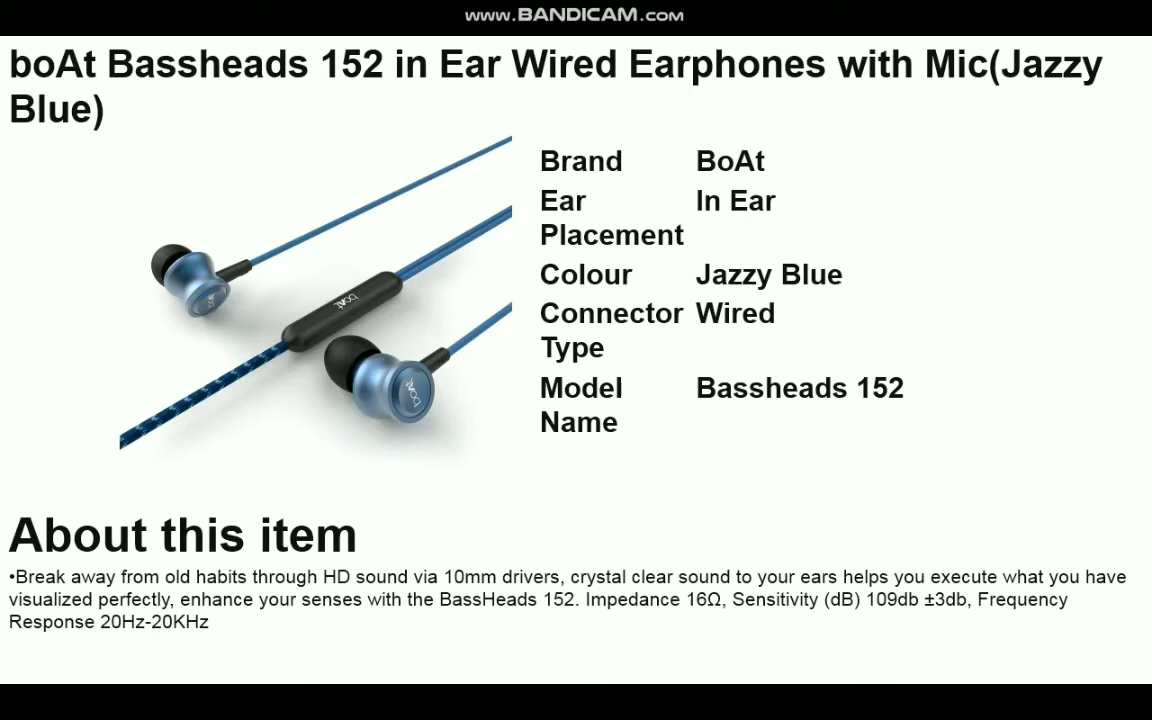 www.BANDICAM.com
boAt Bassheads 152 in Ear Wired Earphones with Mic(Jazzy
Blue)
Brand BoAt
Ear In Ear
Placement
Colour Jazzy Blue
Connector Wired
Type
Model Bassheads 152
Name
boAt
boAt
boAt
About this item
•Break away from old habits through HD sound via 10mm drivers, crystal clear sound to your ears helps you execute what you have
visualized perfectly, enhance your senses with the BassHeads 152. Impedance 16Ω, Sensitivity (dB) 109db ±3db, Frequency
Response 20Hz-20KHz